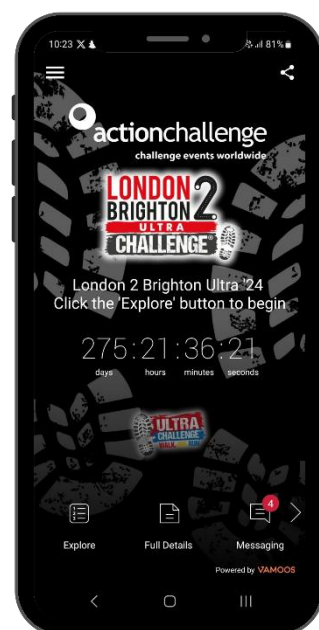 10:23 X 81%
actionchallenge
challenge events worldwide
LONDON
BRIGHTON 2
ULTRA
CHALLENGE
London 2 Brighton Ultra '24
Click the 'Explore' button to begin
275:21:36:21
days hours minutes seconds
ULTRA
CHALLENGE
WALK RUN
4
Explore Full Details Messaging
Powered by VAMOOS